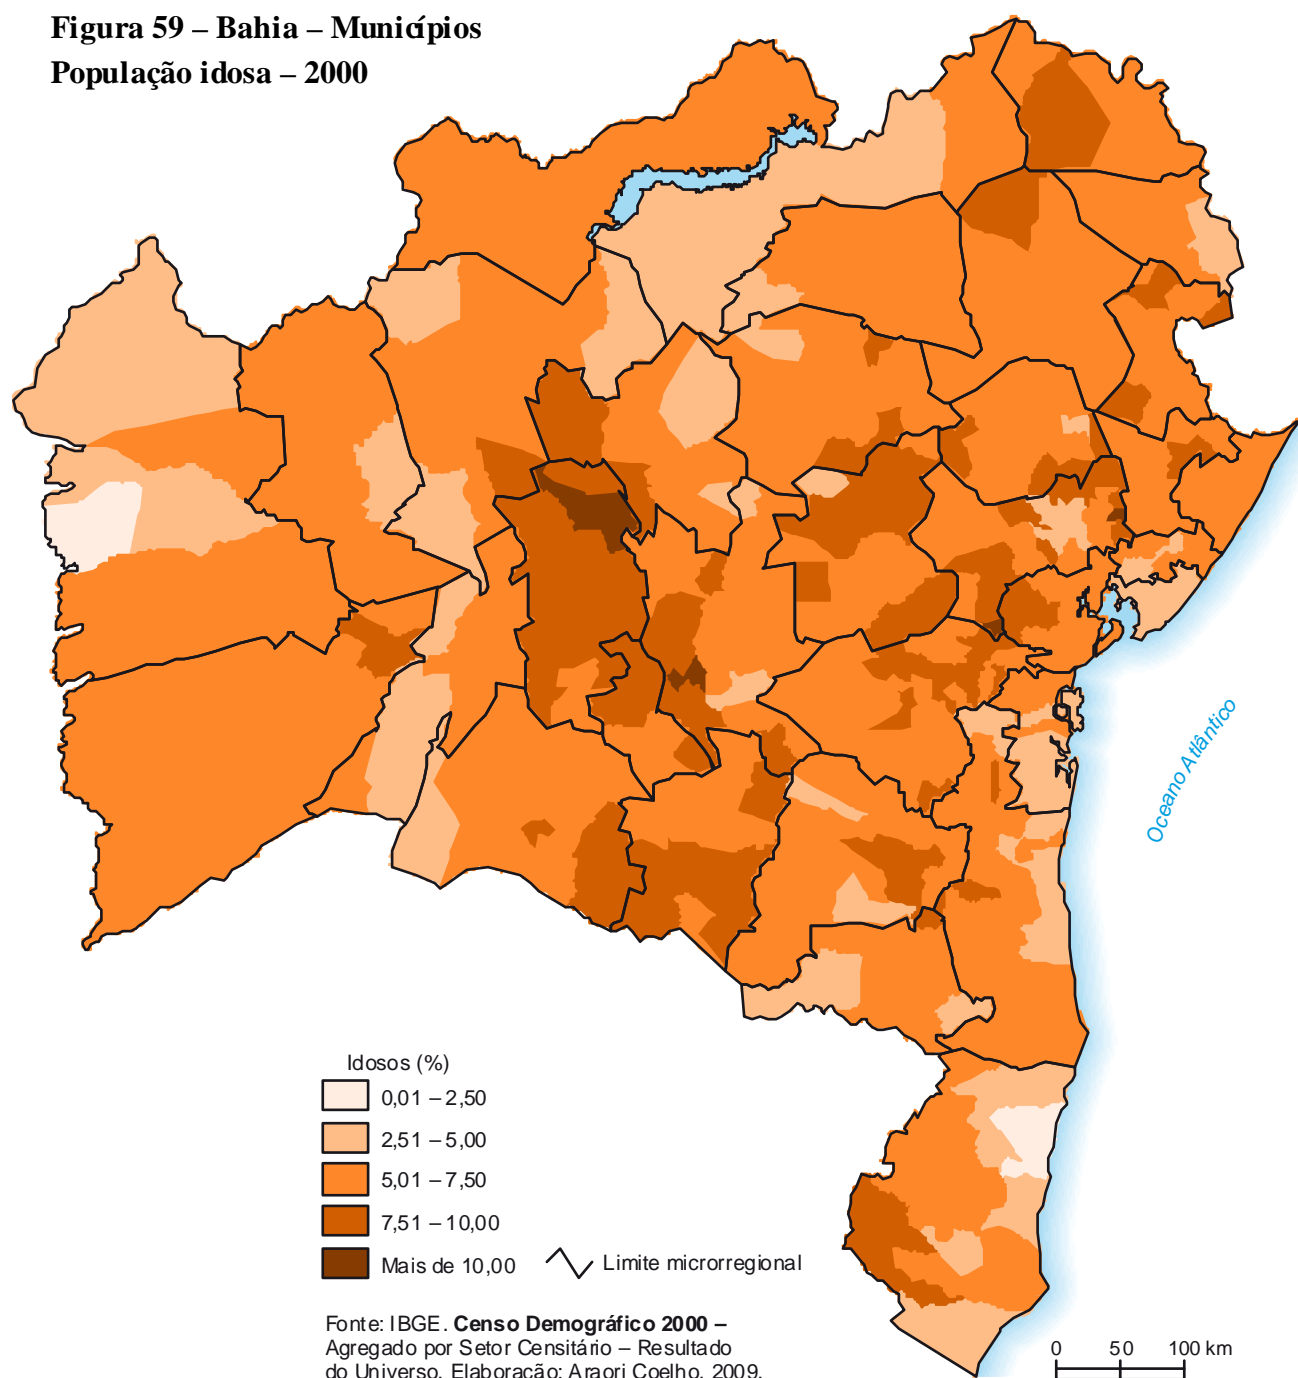 Figura 59 – Bahia – Municípios
População idosa – 2000
Oceano Atlântico
Idosos (%)
0,01 – 2,50
2,51 – 5,00
5,01 – 7,50
7,51 – 10,00
Mais de 10,00
Limite microrregional
Fonte: IBGE. Censo Demográfico 2000 –
Agregado por Setor Censitário – Resultado
do Universo. Elaboração: Araori Coelho, 2009.
0 50 100 km